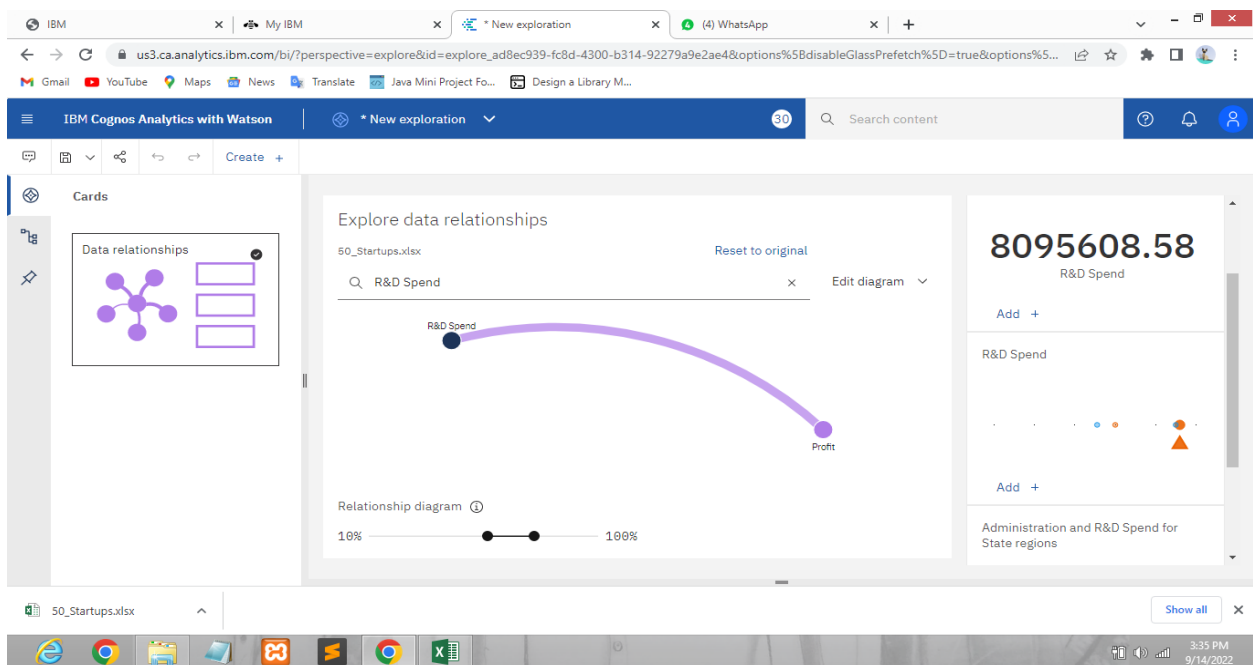 IBM
My IBM
* New exploration
(4) WhatsApp
us3.ca.analytics.ibm.com/bi/?perspective=explore&id=explore_ad8ec939-fc8d-4300-b314-92279a9e2ae4&options%5BdisableGlassPrefetch%5D=true&options%5...
Gmail YouTube Maps News Translate Java Mini Project Fo... Design a Library M...
IBM Cognos Analytics with Watson
* New exploration
30
Search content
Create +
Cards
Data relationships
Explore data relationships
50_Startups.xlsx
Reset to original
R&D Spend
Edit diagram
R&D Spend
Profit
Relationship diagram
10%
100%
8095608.58
R&D Spend
Add +
R&D Spend
Add +
Administration and R&D Spend for
State regions
50_Startups.xlsx
Show all
3:35 PM
9/14/2022